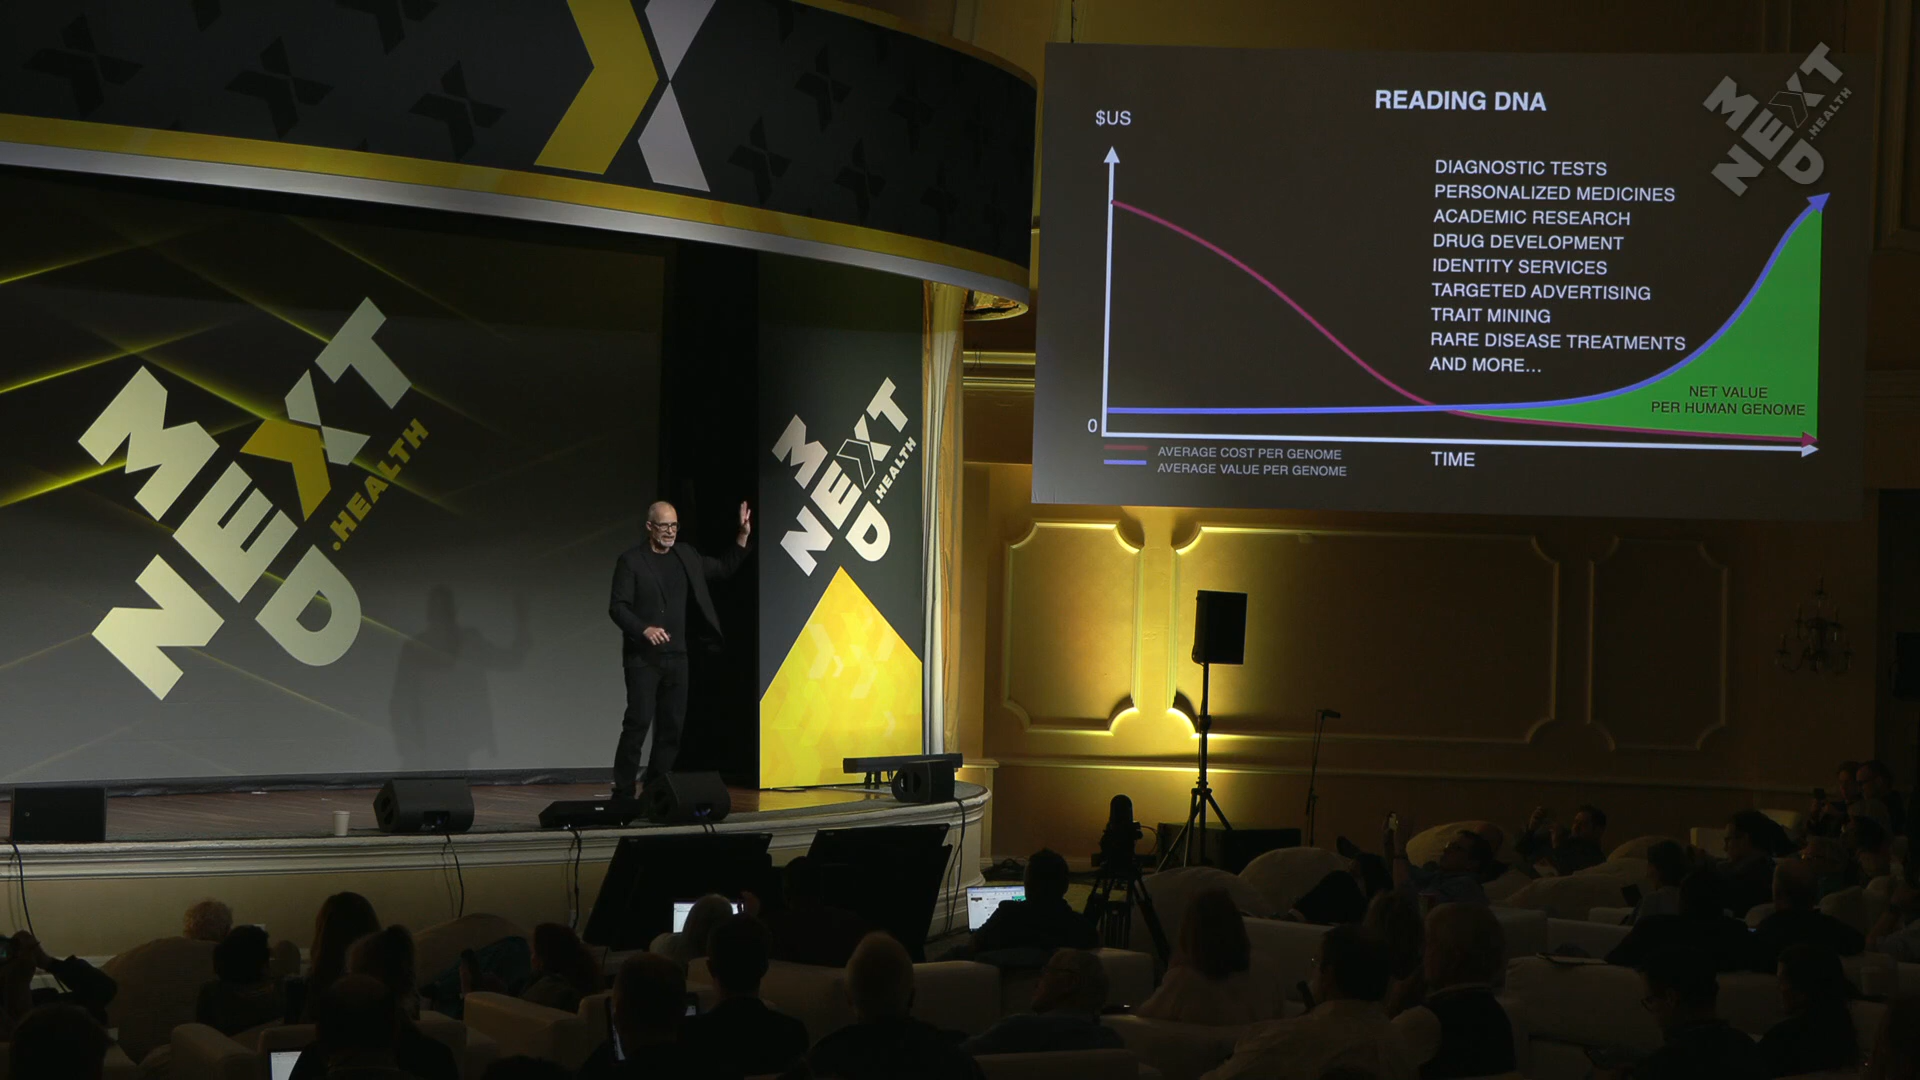 NEXT
MED
.HEALTH
NEXT
MED
.HEALTH
READING DNA
NEXT
MED
.HEALTH
$US
DIAGNOSTIC TESTS
PERSONALIZED MEDICINES
ACADEMIC RESEARCH
DRUG DEVELOPMENT
IDENTITY SERVICES
TARGETED ADVERTISING
TRAIT MINING
RARE DISEASE TREATMENTS
AND MORE...
NET VALUE
PER HUMAN GENOME
0
AVERAGE COST PER GENOME
AVERAGE VALUE PER GENOME
TIME